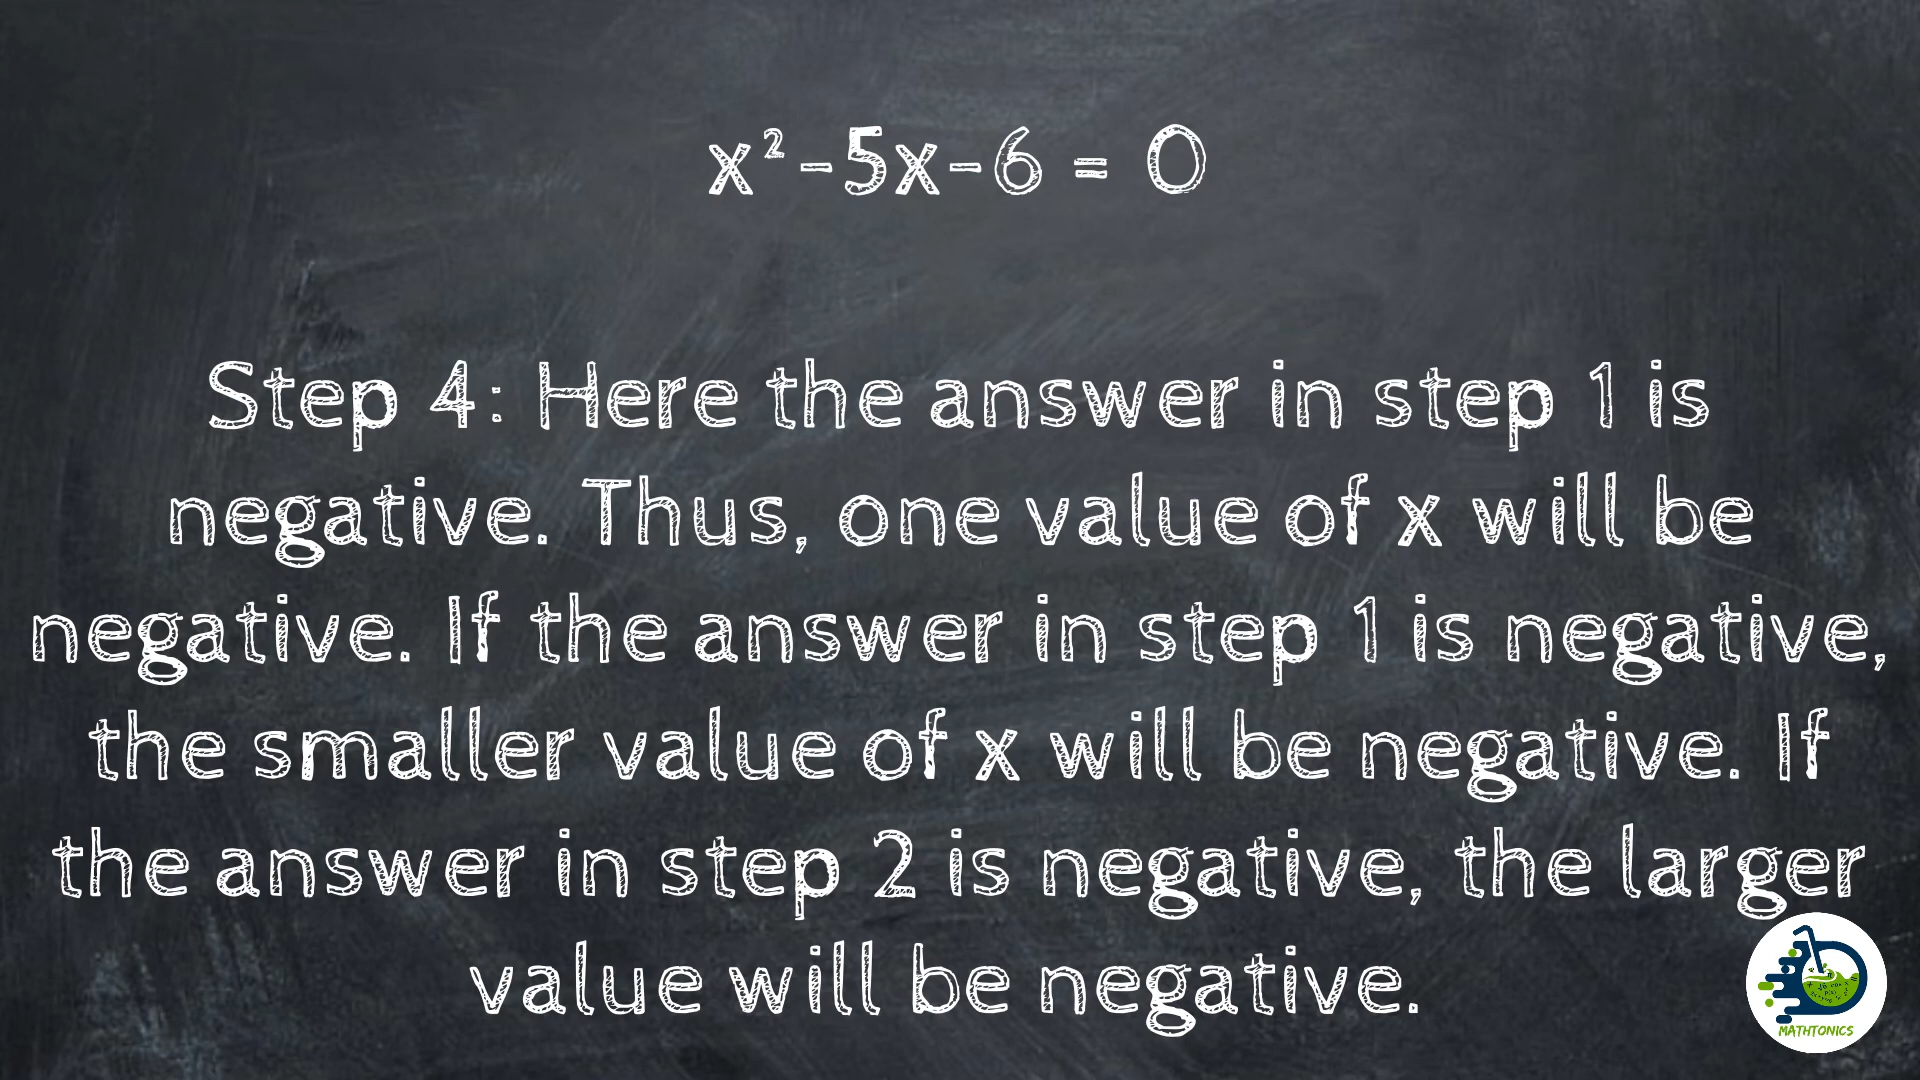 x²-5x-6 = 0
Step 4: Here the answer in step 1 is
negative. Thus, one value of x will be
negative. If the answer in step 1 is negative,
the smaller value of x will be negative. If
the answer in step 2 is negative, the larger
value will be negative.
MATHTONICS